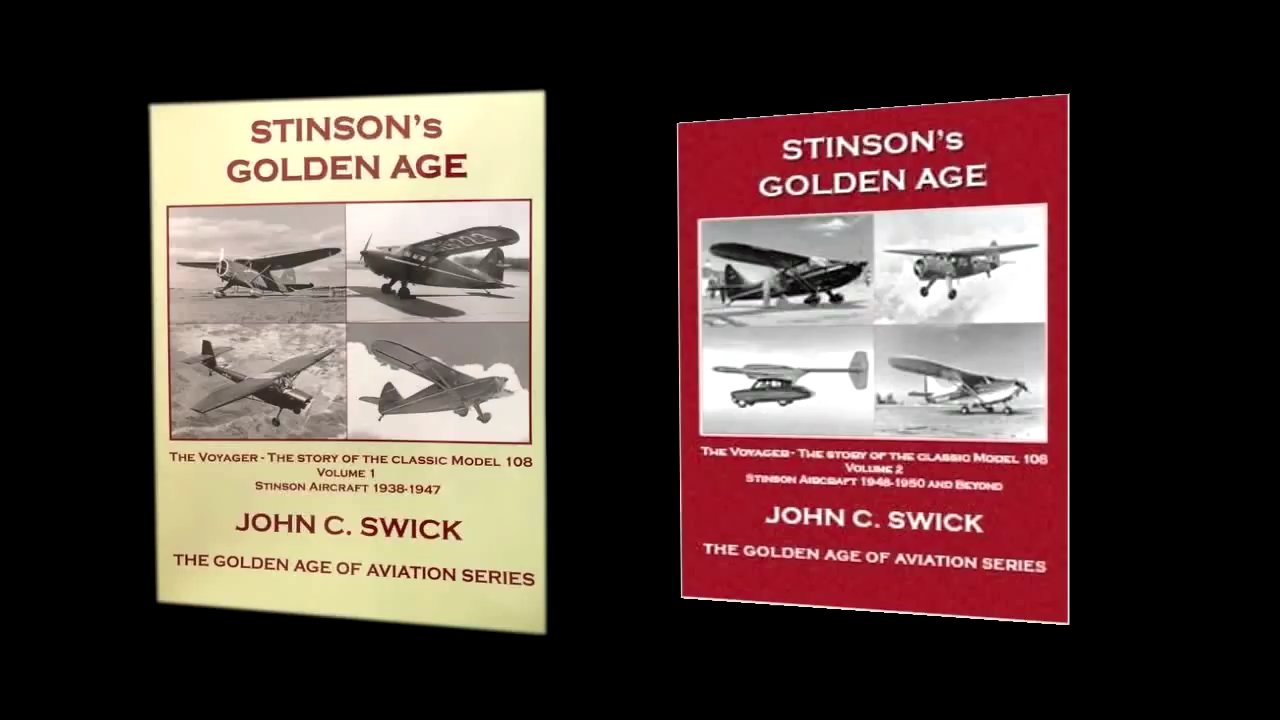 STINSON's
GOLDEN AGE
THE VOYAGER - THE STORY OF THE CLASSIC MODEL 108
VOLUME 1
STINSON AIRCRAFT 1938-1947
JOHN C. SWICK
THE GOLDEN AGE OF AVIATION SERIES
STINSON's
GOLDEN AGE
THE VOYAGER - THE STORY OF THE CLASSIC MODEL 108
VOLUME 2
STINSON AIRCRAFT 1948-1950 AND BEYOND
JOHN C. SWICK
THE GOLDEN AGE OF AVIATION SERIES